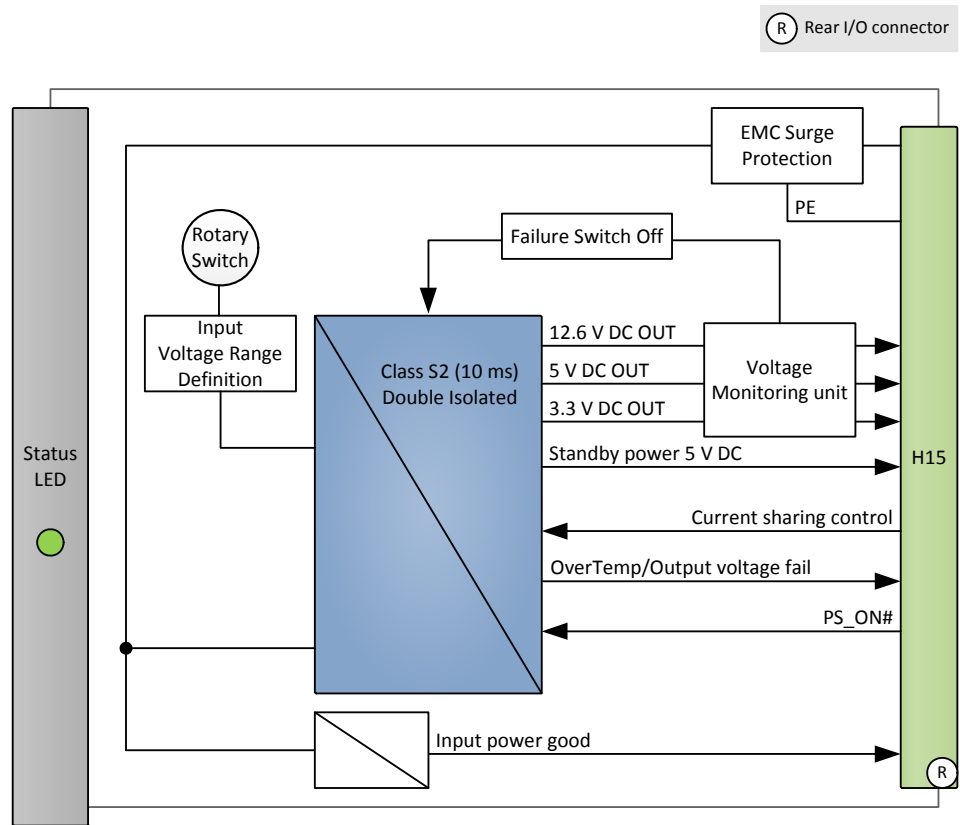 R Rear I/O connector
EMC Surge
Protection
PE
Rotary
Switch
Failure Switch Off
Input
Voltage Range
Definition
12.6 V DC OUT
Class S2 (10 ms)
Double Isolated
5 V DC OUT
3.3 V DC OUT
Voltage
Monitoring unit
Status
LED
Standby power 5 V DC
H15
Current sharing control
OverTemp/Output voltage fail
PS_ON#
Input power good
R